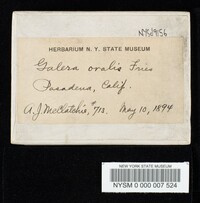 NYSf9156
HERBARIUM N. Y. STATE MUSEUM
Galera ovalis Fries
Pasadena, Calif.
A. J. McClatchie, #713. May 10, 1894
NEW YORK STATE MUSEUM
NYSM 0 000 007 524